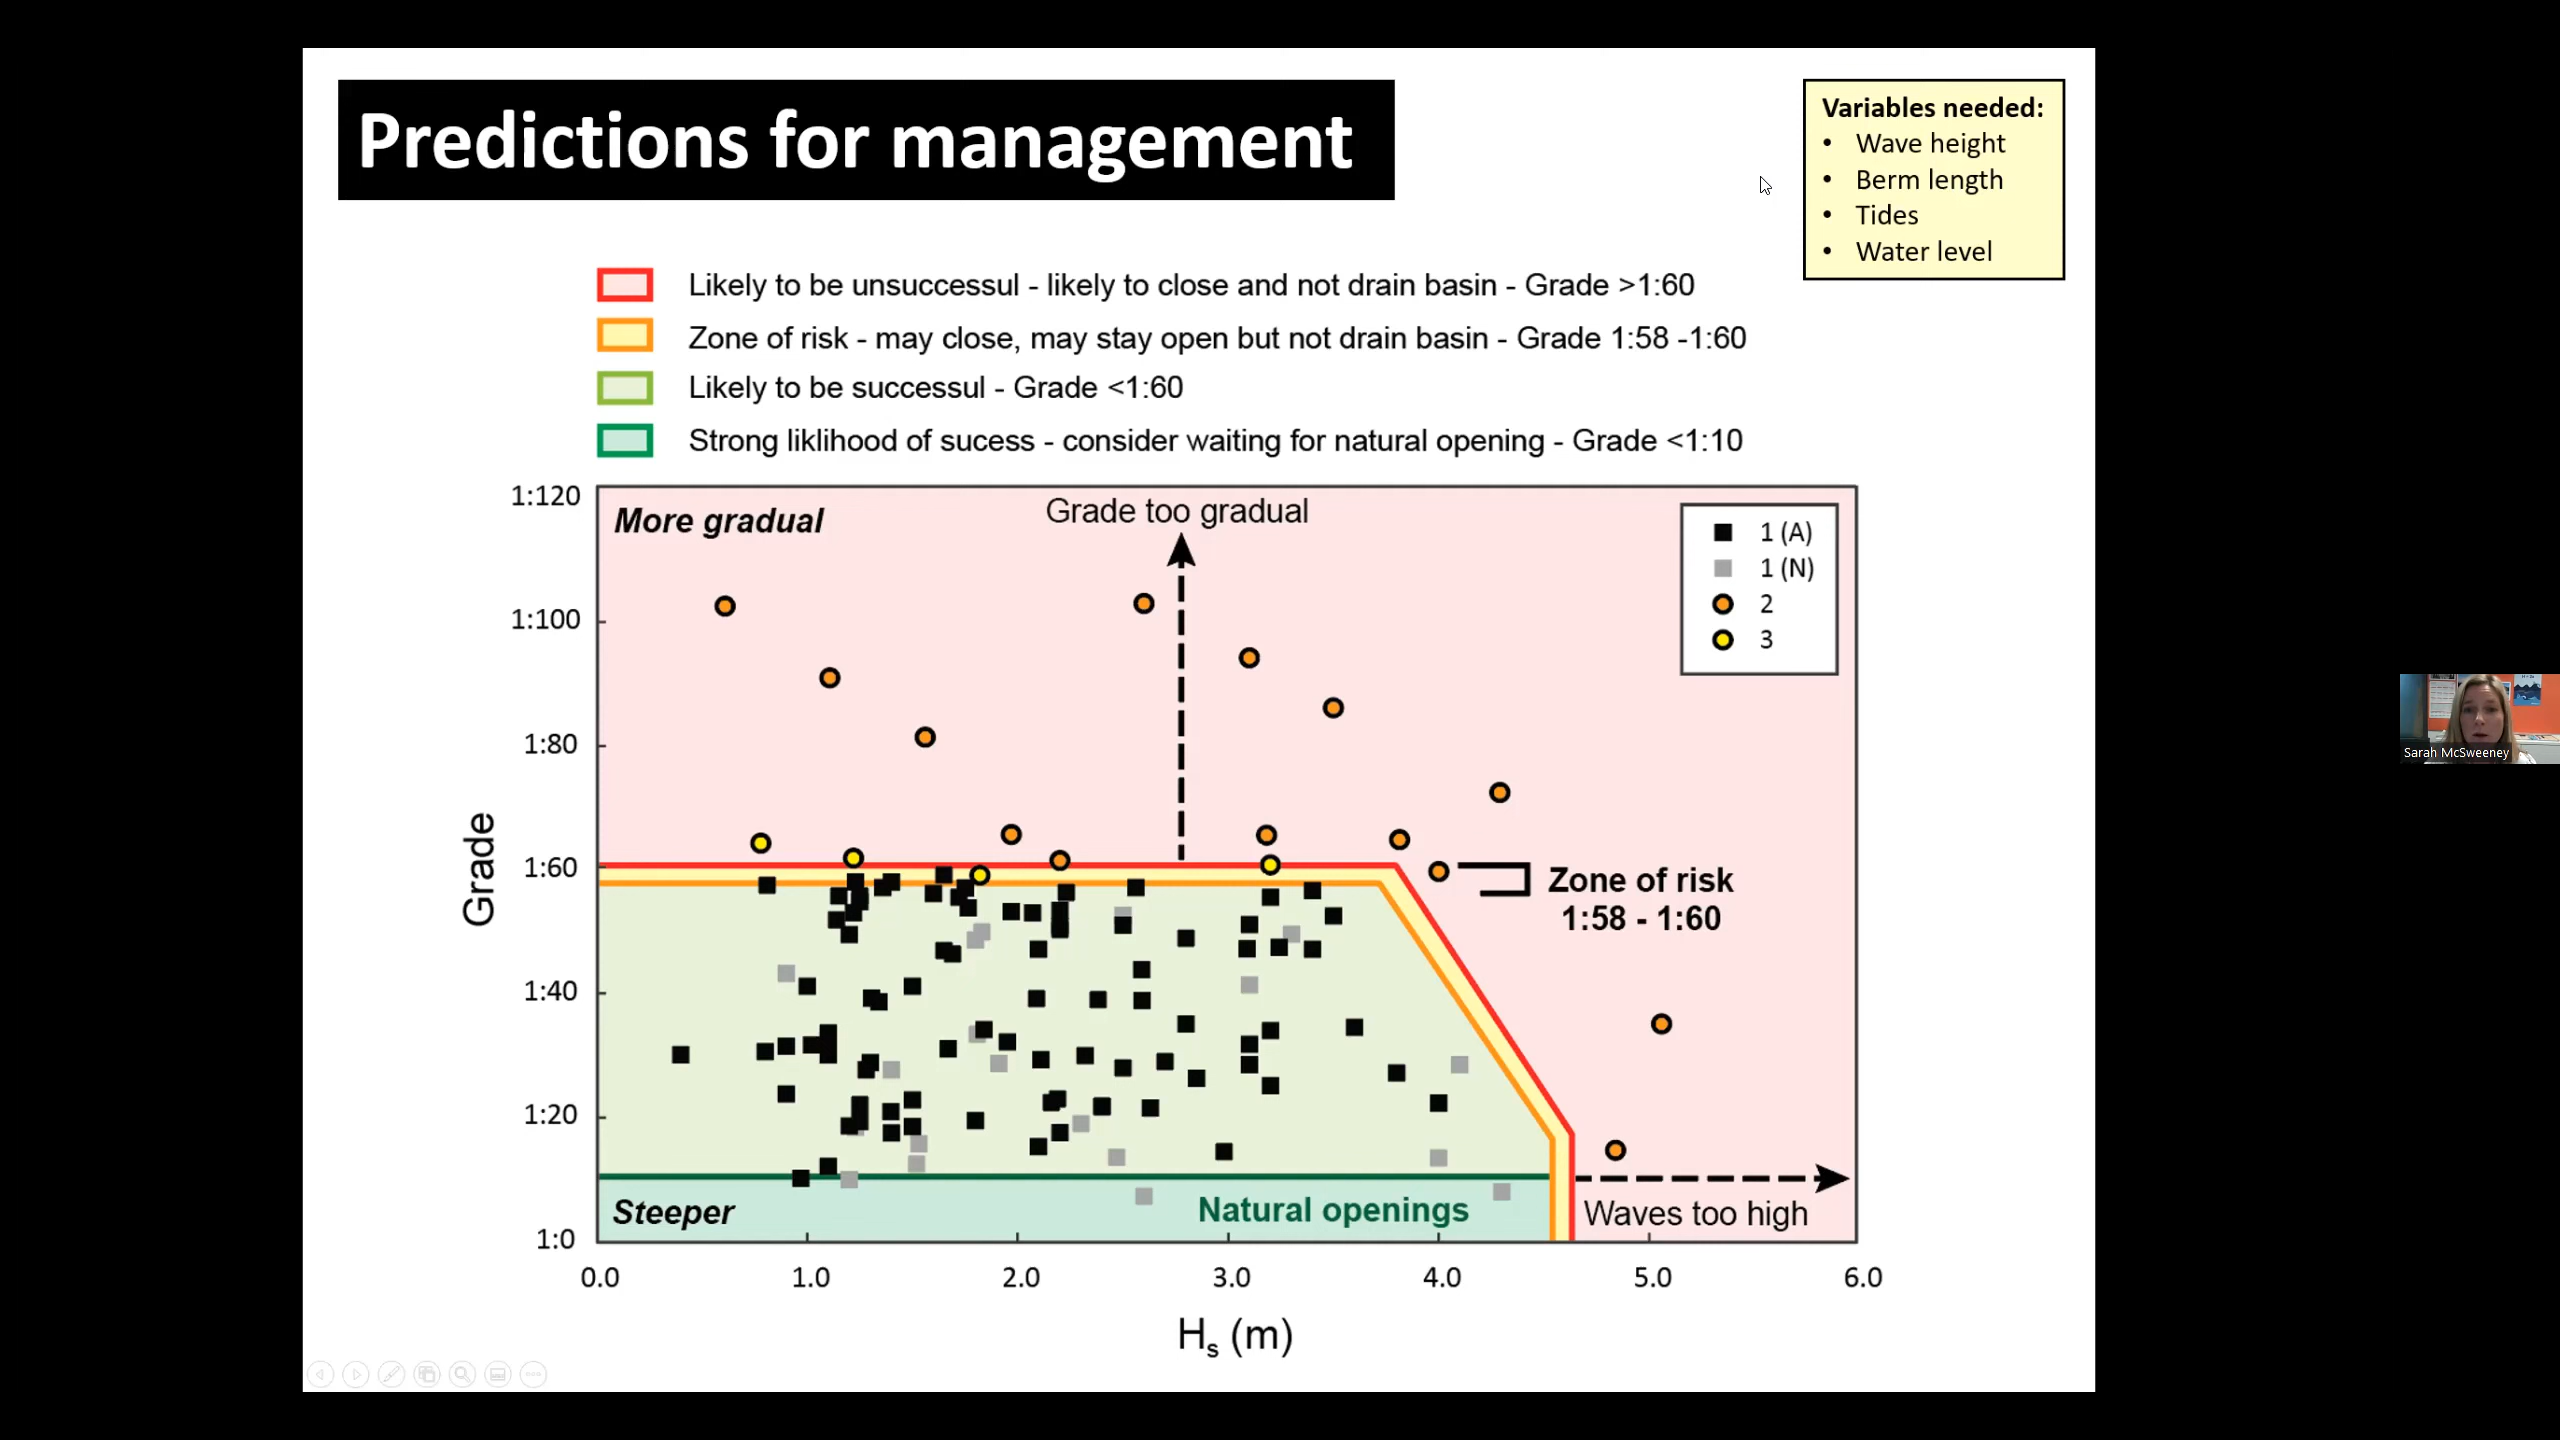 Predictions for management
Variables needed:
• Wave height
• Berm length
• Tides
• Water level
Likely to be unsuccessul - likely to close and not drain basin - Grade >1:60
Zone of risk - may close, may stay open but not drain basin - Grade 1:58 -1:60
Likely to be successul - Grade <1:60
Strong liklihood of sucess - consider waiting for natural opening - Grade <1:10
1:120
1:100
1:80
1:60
1:40
1:20
1:0
Grade
More gradual
Grade too gradual
1 (A)
1 (N)
2
3
Zone of risk
1:58 - 1:60
Steeper
Natural openings
Waves too high
0.0 1.0 2.0 3.0 4.0 5.0 6.0
Hs (m)
Sarah McSweeney